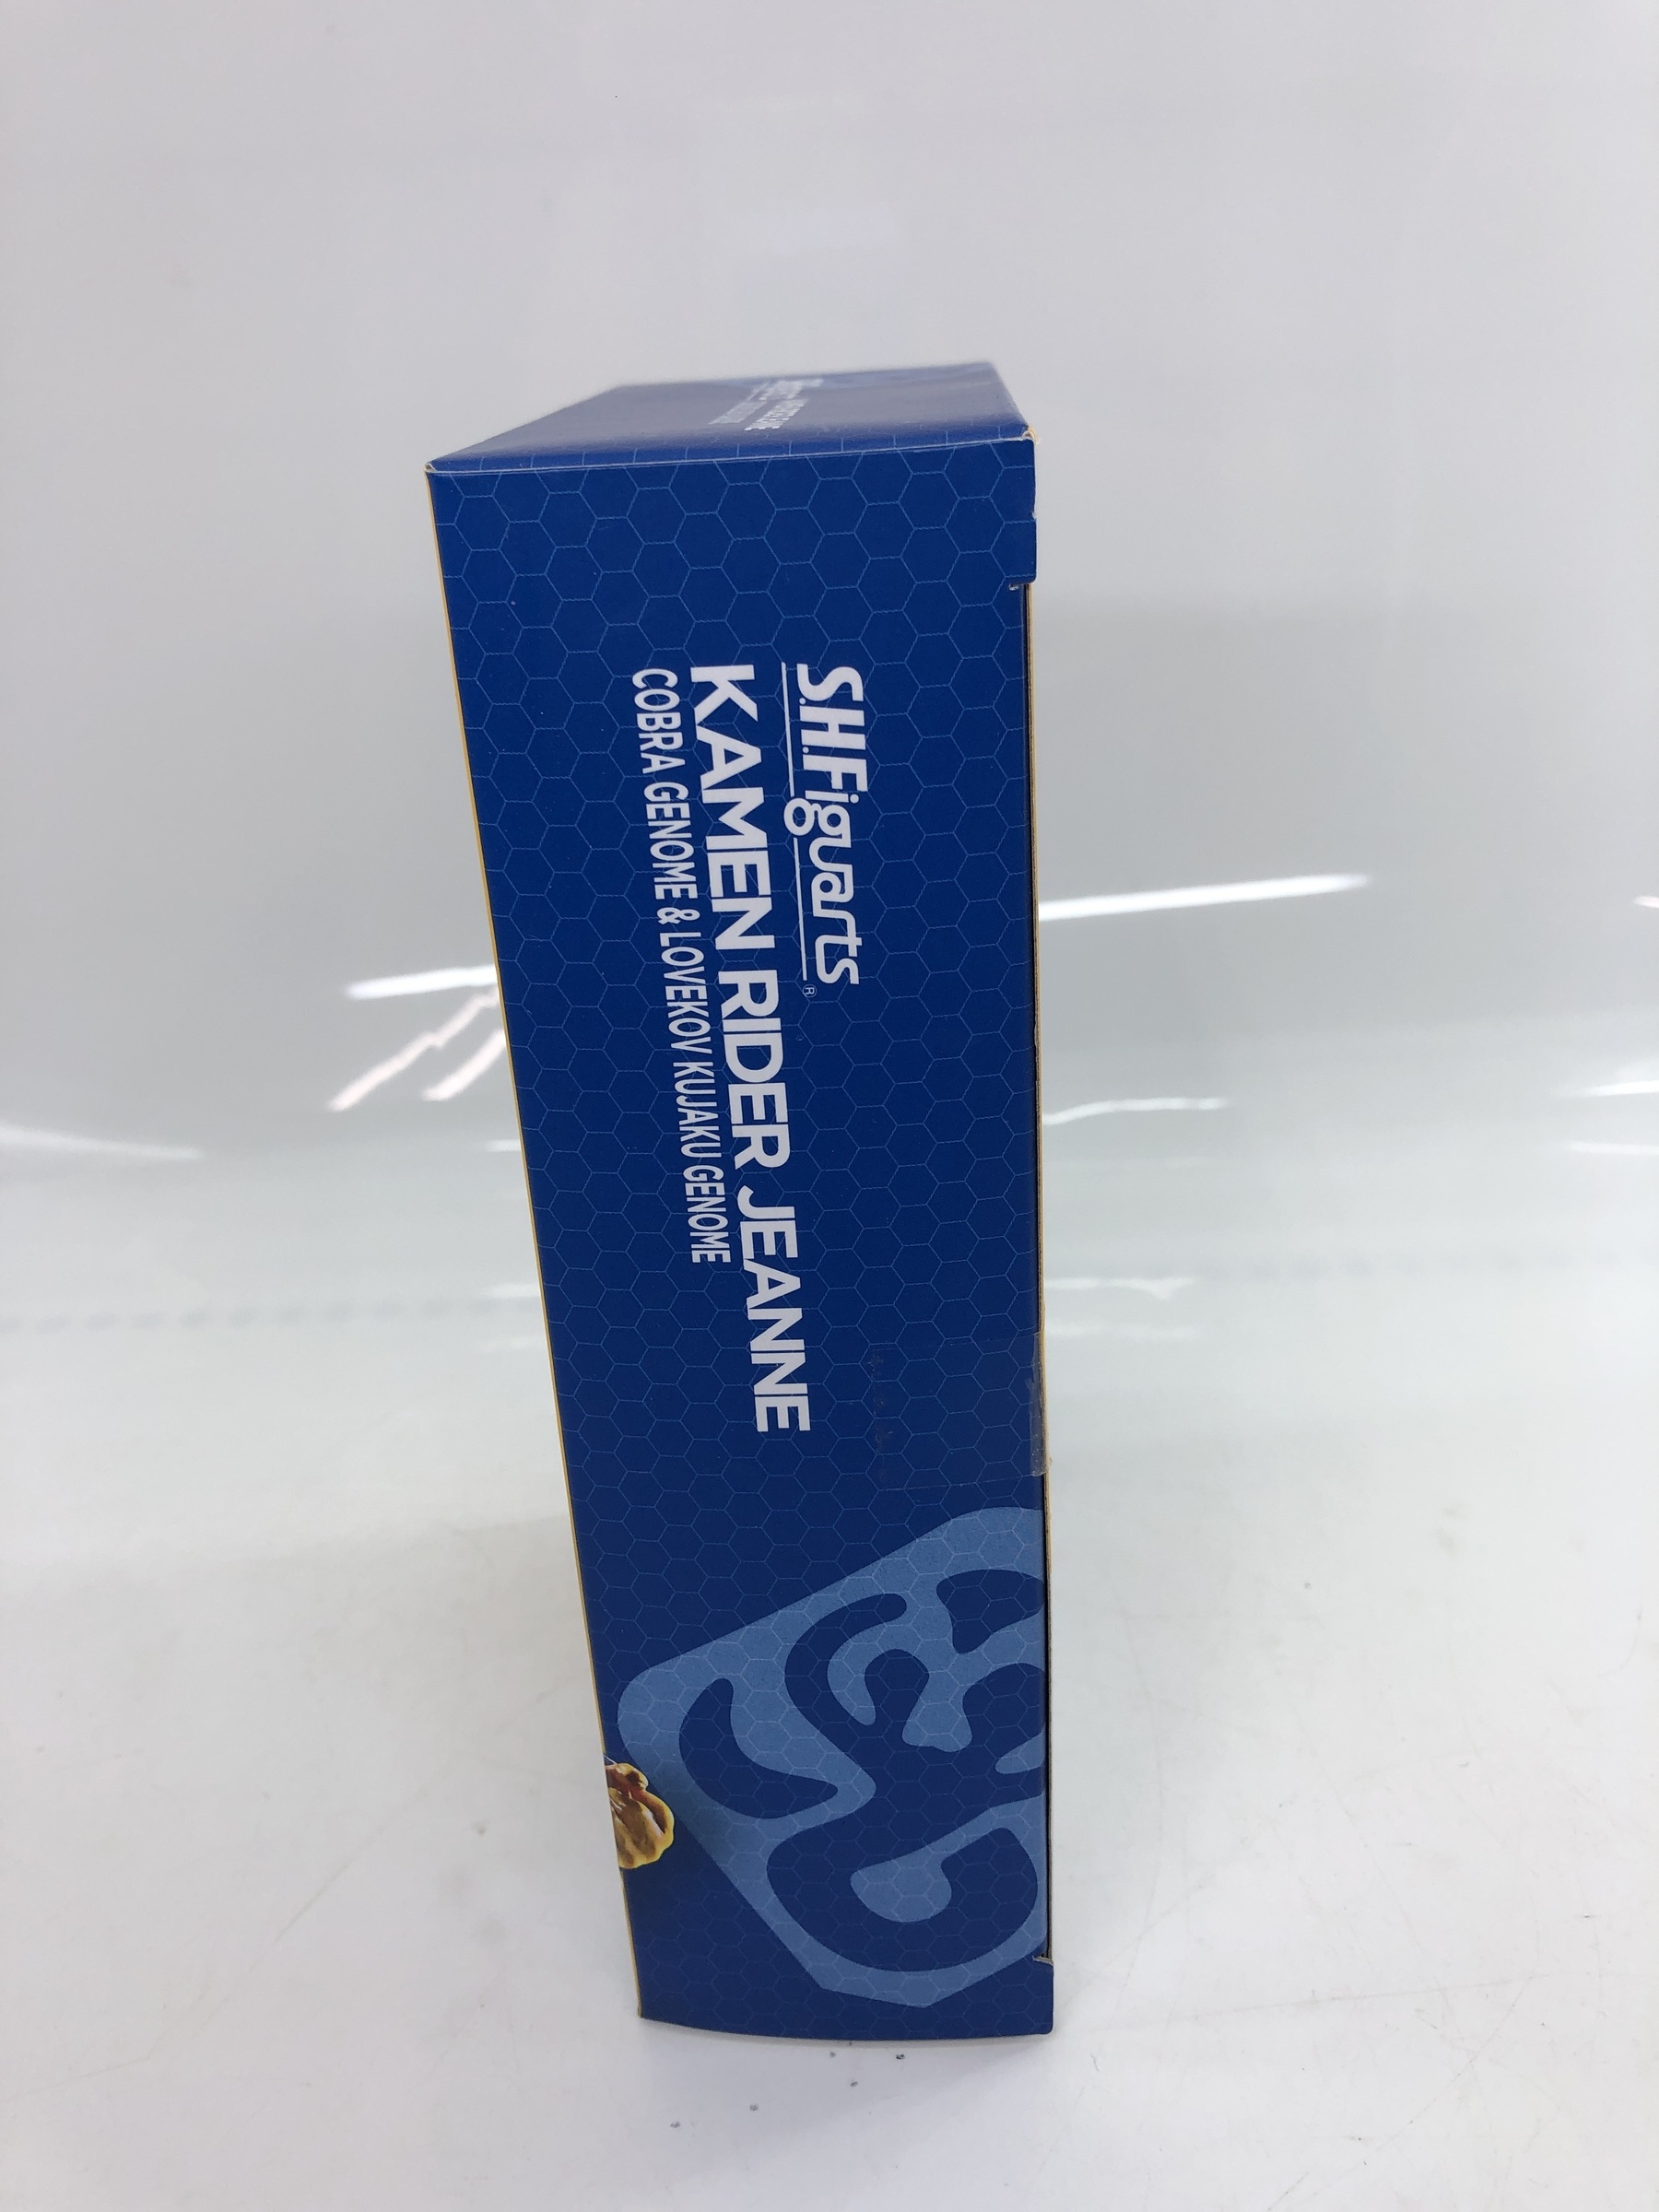 S.H.Figuarts®
KAMEN RIDER JEANNE
COBRA GENOME & LOVEKOV KUJAKU GENOME